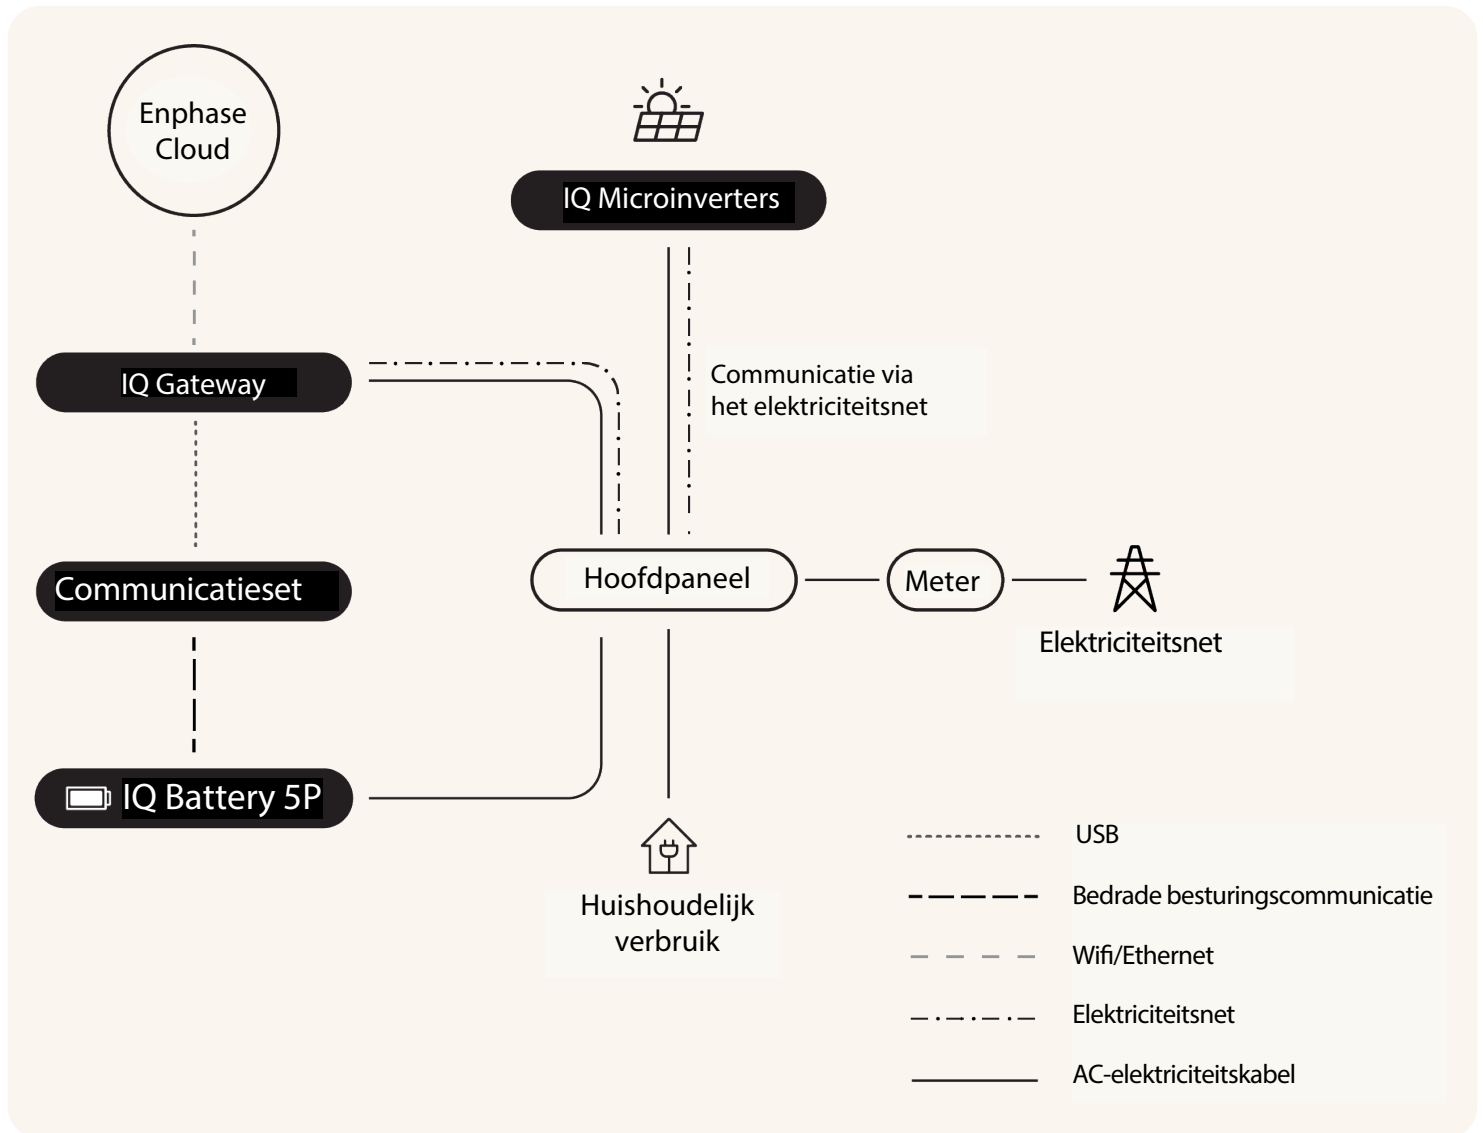 Enphase
Cloud
IQ Microinverters
IQ Gateway
Communicatie via
het elektriciteitsnet
Communicatieset
Hoofdpaneel
Meter
Elektriciteitsnet
IQ Battery 5P
Huishoudelijk
verbruik
USB
Bedrade besturingscommunicatie
Wifi/Ethernet
Elektriciteitsnet
AC-elektriciteitskabel